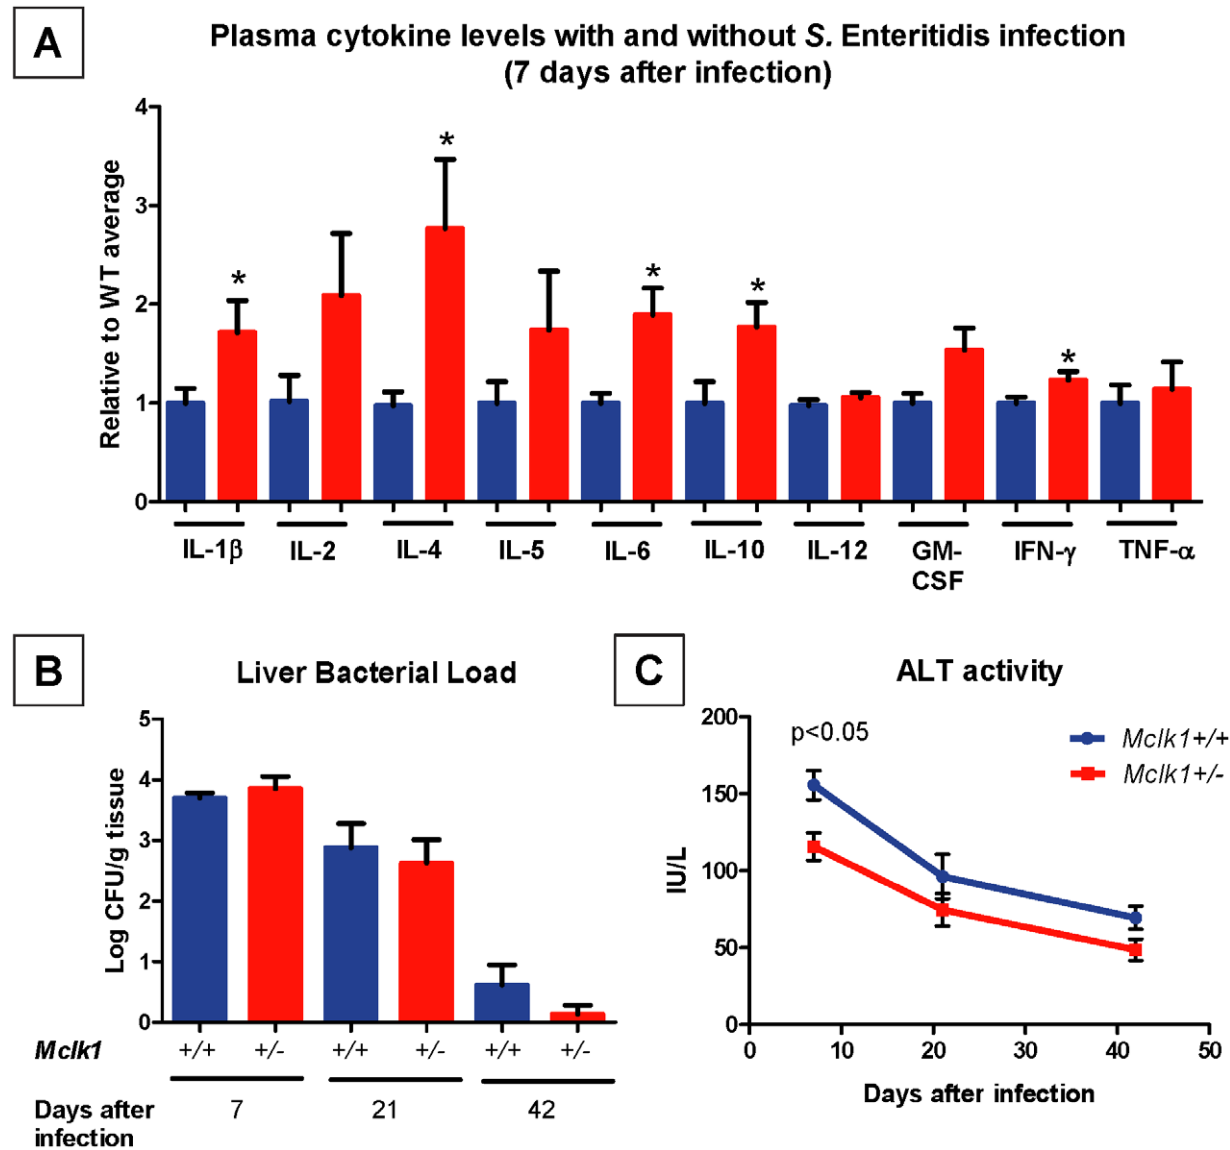 A
Plasma cytokine levels with and without S. Enteritidis infection
(7 days after infection)
Relative to WT average
4
3
2
1
0
* * * * *
IL-1β IL-2 IL-4 IL-5 IL-6 IL-10 IL-12 GM- IFN-γ TNF-α
CSF
B
Liver Bacterial Load
Log CFU/g tissue
5
4
3
2
1
0
Mclk1 +/+ +/- +/+ +/- +/+ +/-
Days after 7 21 42
infection
C
ALT activity
IU/L
200
150
100
50
0
p<0.05
Mclk1+/+
Mclk1+/-
0 10 20 30 40 50
Days after infection